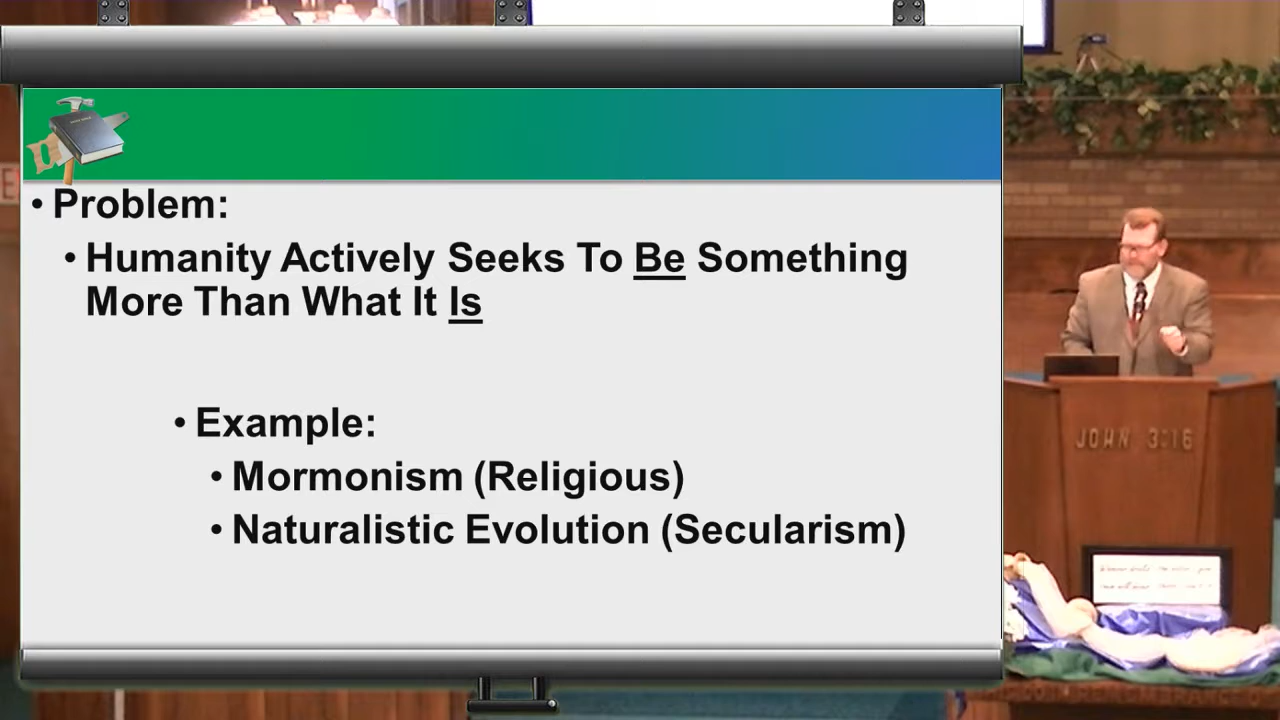 • Problem:
• Humanity Actively Seeks To Be Something
More Than What It Is
• Example:
• Mormonism (Religious)
• Naturalistic Evolution (Secularism)
JOHN 3:16